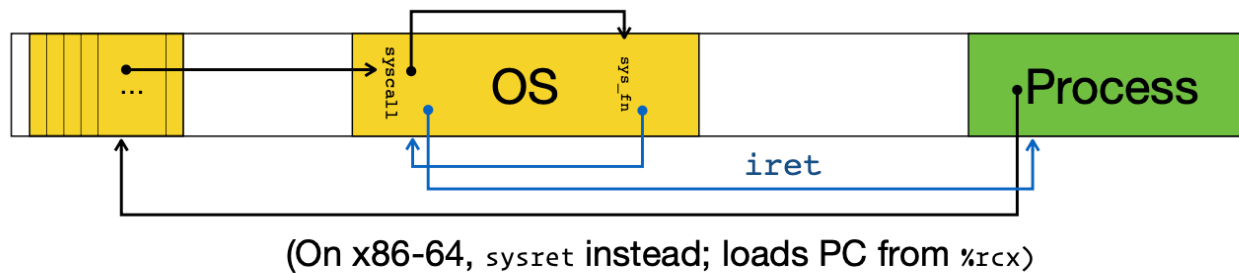 ...
syscall
OS
sys_fn
Process
iret
(On x86-64, sysret instead; loads PC from %rcx)